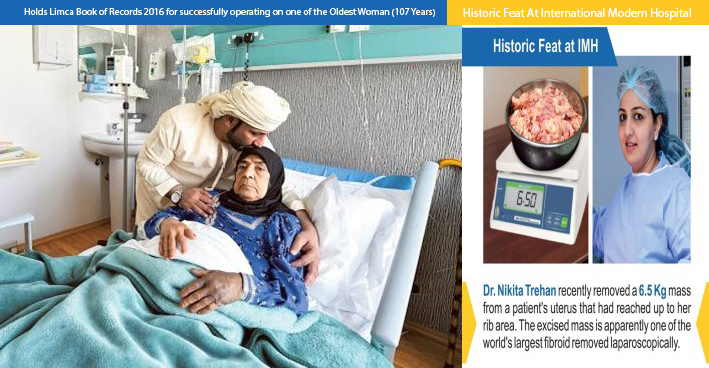 Holds Limca Book of Records 2016 for successfully operating on one of the Oldest Woman (107 Years)
Historic Feat At International Modern Hospital
Historic Feat at IMH
6.50
Dr. Nikita Trehan recently removed a 6.5 Kg mass
from a patient's uterus that had reached up to her
rib area. The excised mass is apparently one of the
world's largest fibroid removed laparoscopically.